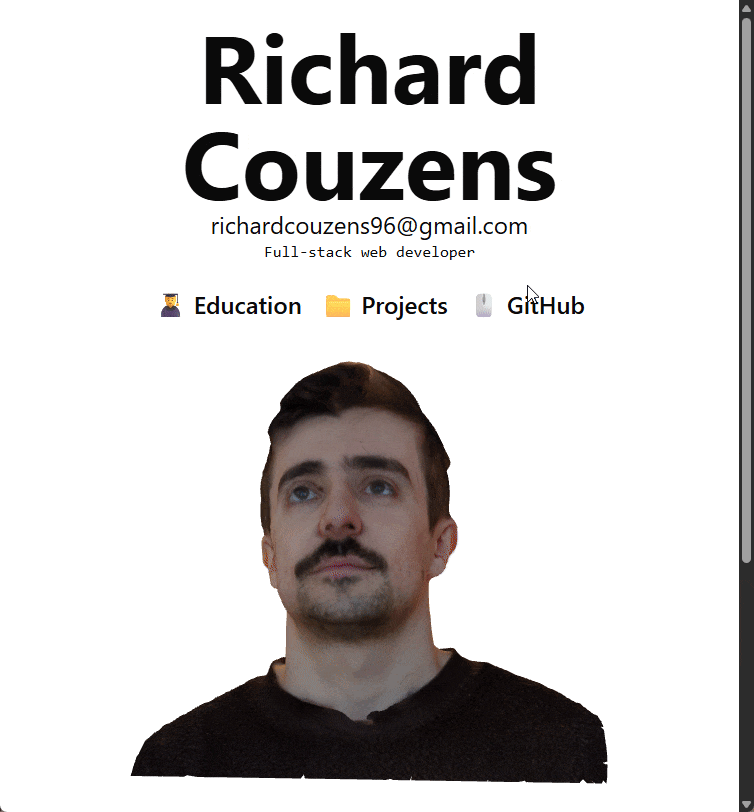 Richard
Couzens
richardcouzens96@gmail.com
Full-stack web developer
Education Projects GitHub